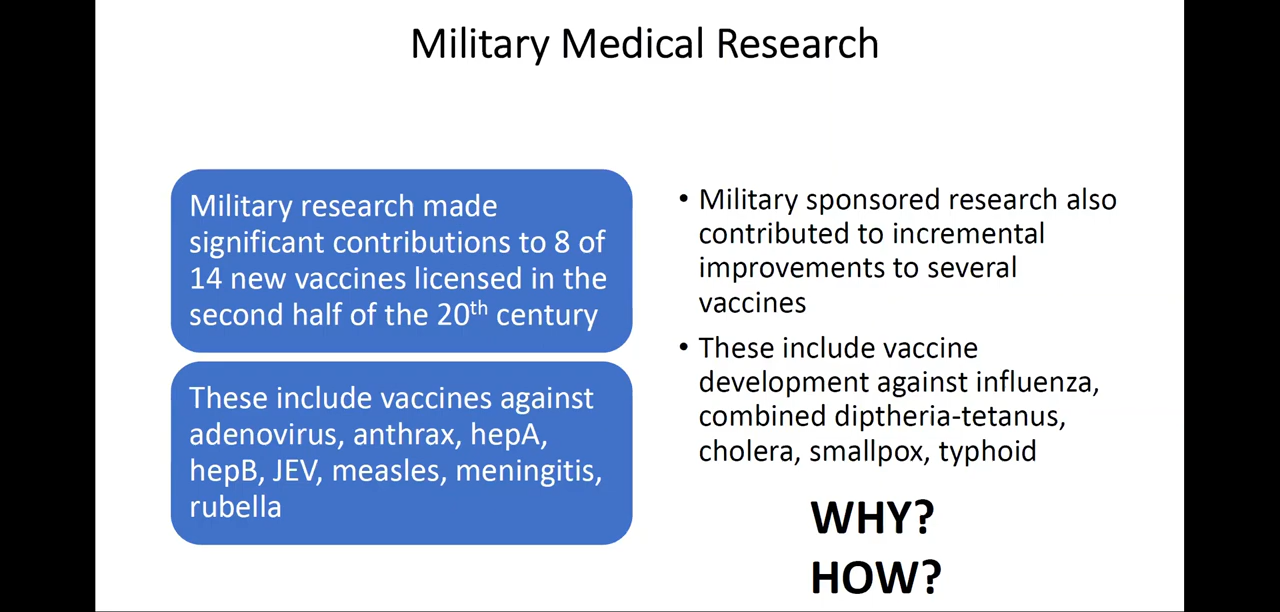 Military Medical Research
Military research made
significant contributions to 8 of
14 new vaccines licensed in the
second half of the 20th century
These include vaccines against
adenovirus, anthrax, hepA,
hepB, JEV, measles, meningitis,
rubella
• Military sponsored research also
contributed to incremental
improvements to several
vaccines
• These include vaccine
development against influenza,
combined diptheria-tetanus,
cholera, smallpox, typhoid
WHY?
HOW?